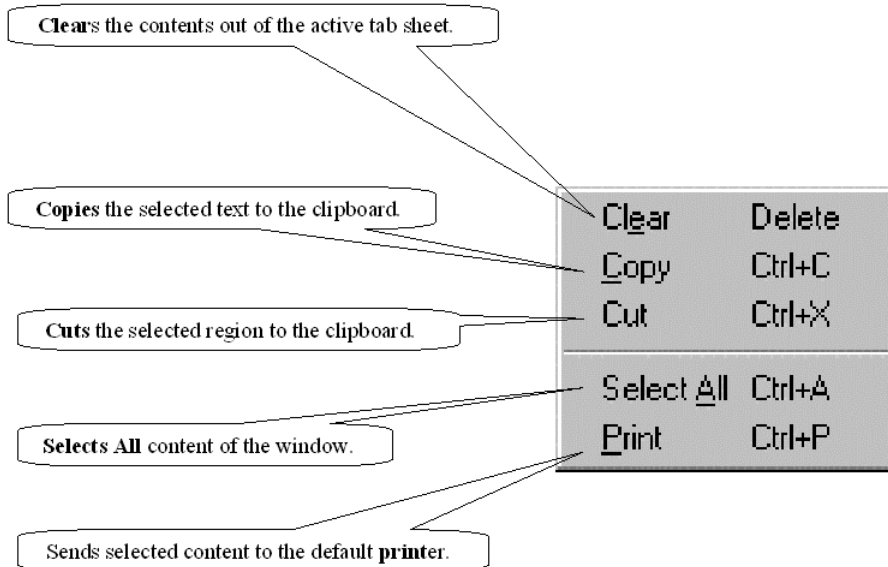 Clears the contents out of the active tab sheet.
Copies the selected text to the clipboard.
Clear Delete
Copy Ctrl+C
Cuts the selected region to the clipboard.
Cut Ctrl+X
Select All Ctrl+A
Selects All content of the window.
Print Ctrl+P
Sends selected content to the default printer.